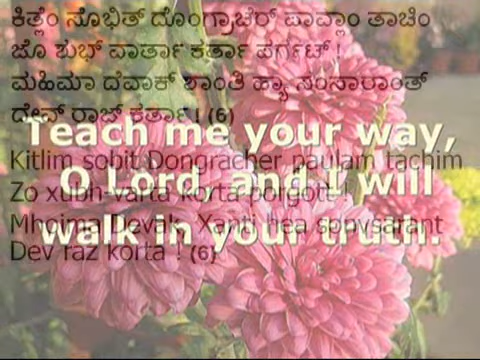 ಕಿತ್ಲೆಂ ಸೊಭಿತ್ ದೊಂಗ್ರಾಚೆರ್ ಪಾವ್ಲಾಂ ತಾಚಿಂ
ಜೊ ಶುಭ್ ವಾರ್ತಾ ಕರ್ತಾ ಪರ್ಗಟ್ !
ಮಹಿಮಾ ದೆವಾಕ್ ಶಾಂತಿ ಹ್ಯಾ ಸಂಸಾರಾಂತ್
ದೇವ್ ರಾಜ್ ಕರ್ತಾ ! (6)
Teach me your way,
O Lord, and I will
walk in your truth.
Kitlim sobit Dongracher paulam tachim
Zo xubh varta korta porgott !
Mhoima Devak Xanti hea sovsarant
Dev raz korta ! (6)